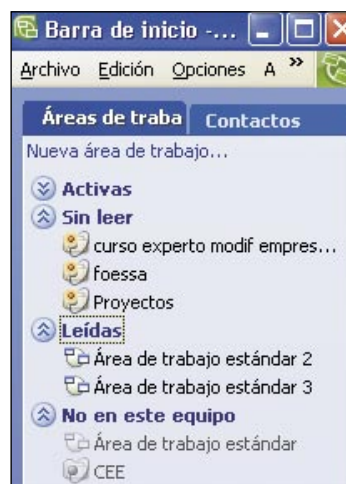 Barra de inicio -...
Archivo Edición Opciones A »
Áreas de traba Contactos
Nueva área de trabajo...
Activas
Sin leer
curso experto modif empres...
foessa
Proyectos
Leídas
Área de trabajo estándar 2
Área de trabajo estándar 3
No en este equipo
Área de trabajo estándar
CEE